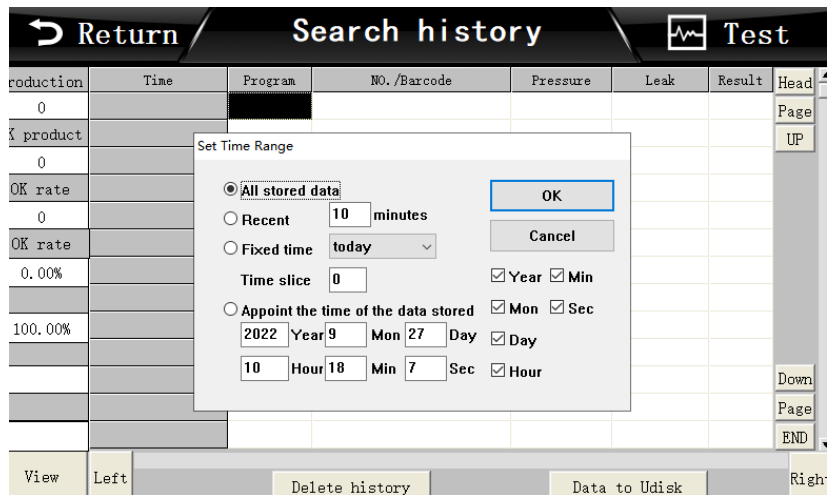 Return
Search history
Test
roduction Time Program NO./Barcode Pressure Leak Result Head
0 Page
K product UP
0
OK rate
0
OK rate
0.00%
100.00%
Set Time Range
All stored data
OK
Recent 10 minutes
Cancel
Fixed time today
Time slice 0
Year Min
Appoint the time of the data stored
Mon Sec
2022 Year 9 Mon 27 Day
Day
10 Hour 18 Min 7 Sec
Hour
Down
Page
END
View Left Delete history Data to Udisk Righ